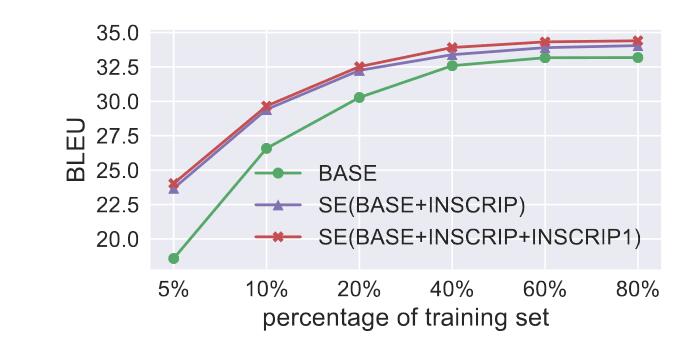 35.0
32.5
30.0
27.5
25.0
22.5
20.0
BLEU
BASE
SE(BASE+INSCRIP)
SE(BASE+INSCRIP+INSCRIP1)
5% 10% 20% 40% 60% 80%
percentage of training set